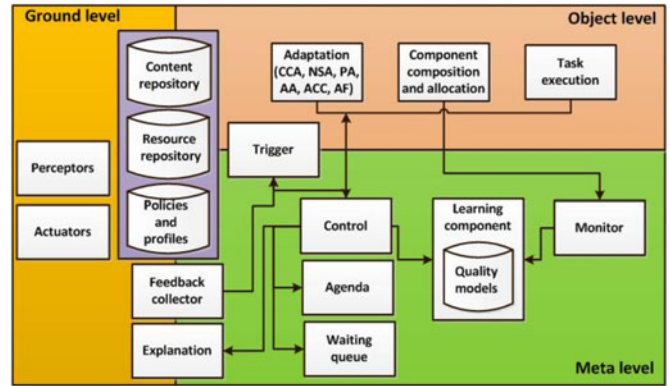 Ground level
Object level
Content
repository
Adaptation
(CCA, NSA, PA,
AA, ACC, AF)
Component
composition
and allocation
Task
execution
Resource
repository
Trigger
Perceptors
Policies
and
profiles
Actuators
Control
Learning
component
Quality
models
Monitor
Feedback
collector
Agenda
Explanation
Waiting
queue
Meta level